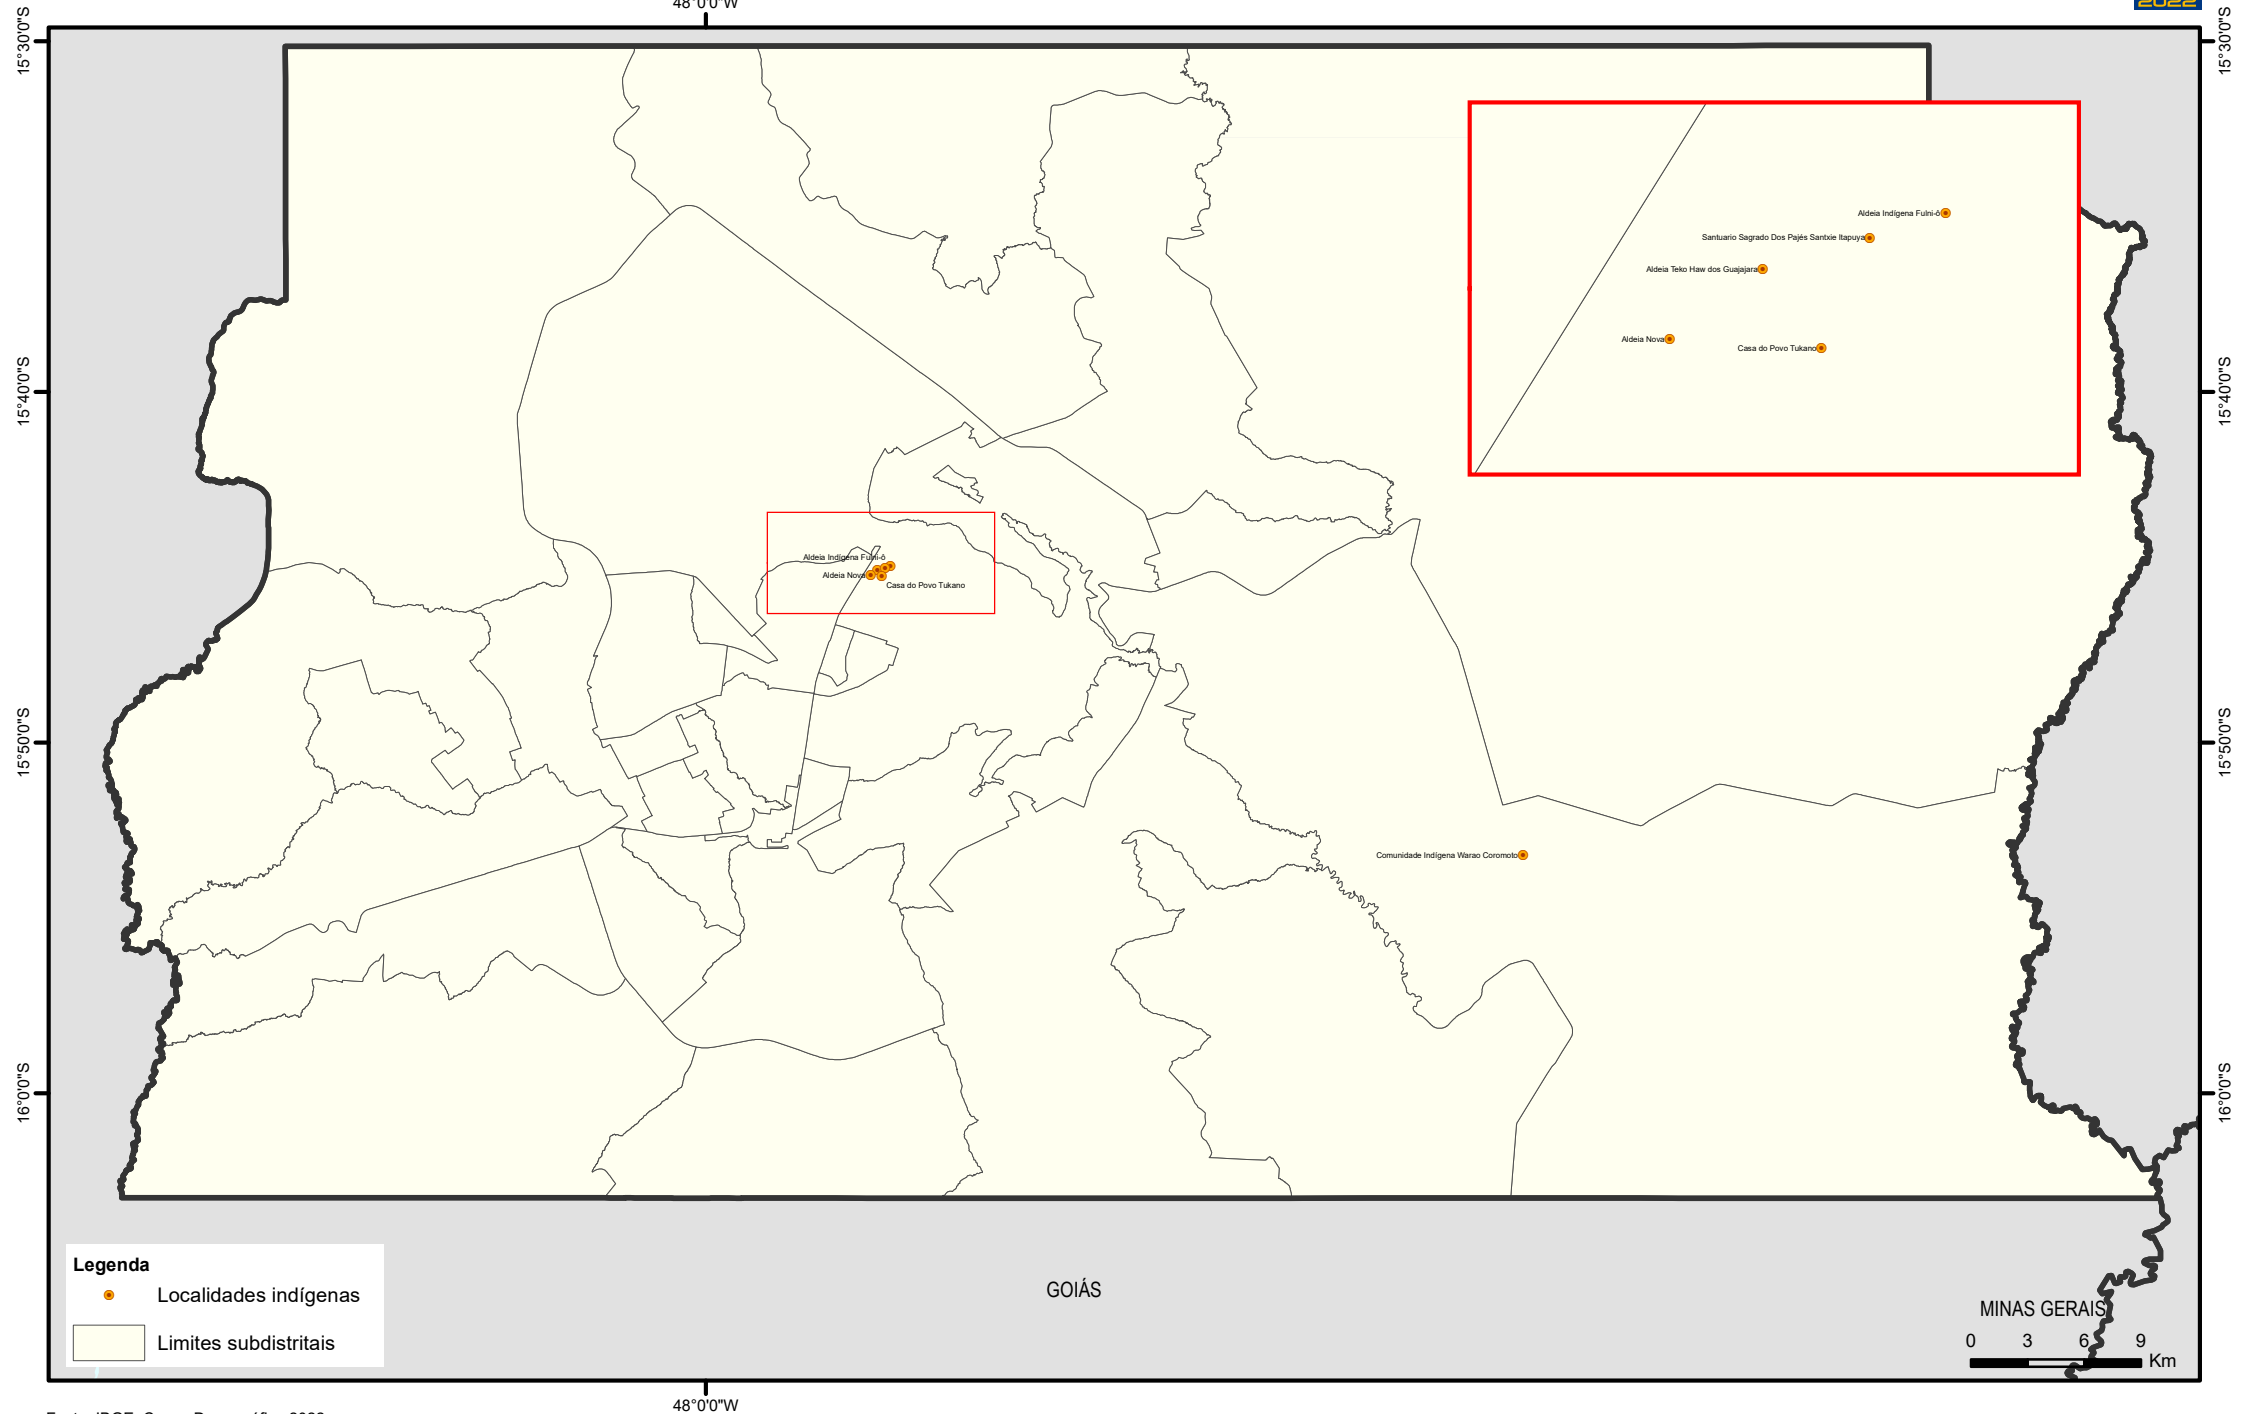 48°0'0"W
2022
15°30'0"S
15°30'0"S
Aldeia Indígena Fulni-ô
Santuario Sagrado Dos Pajés Santxie Itapuya
Aldeia Teko Haw dos Guajajara
Aldeia Nova
Casa do Povo Tukano
15°40'0"S
15°40'0"S
Aldeia Indígena Fulni-ô
Aldeia Nova
Casa do Povo Tukano
15°50'0"S
15°50'0"S
Comunidade Indígena Warao Coromoto
16°0'0"S
16°0'0"S
Legenda
Localidades indígenas
Limites subdistritais
GOIÁS
MINAS GERAIS
0 3 6 9
Km
48°0'0"W